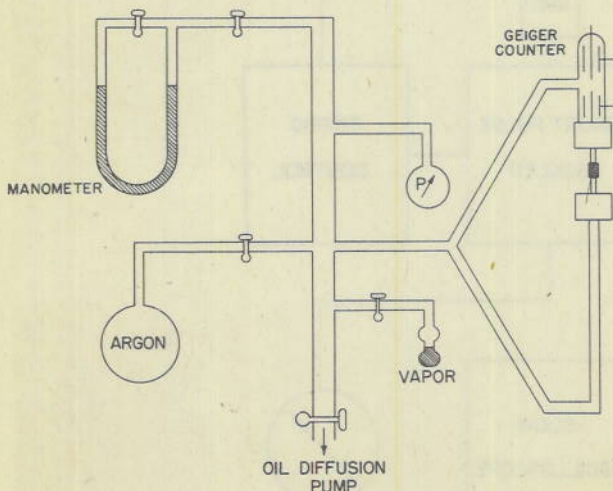 GEIGER
COUNTER
MANOMETER
P
ARGON
VAPOR
OIL DIFFUSION
PUMP